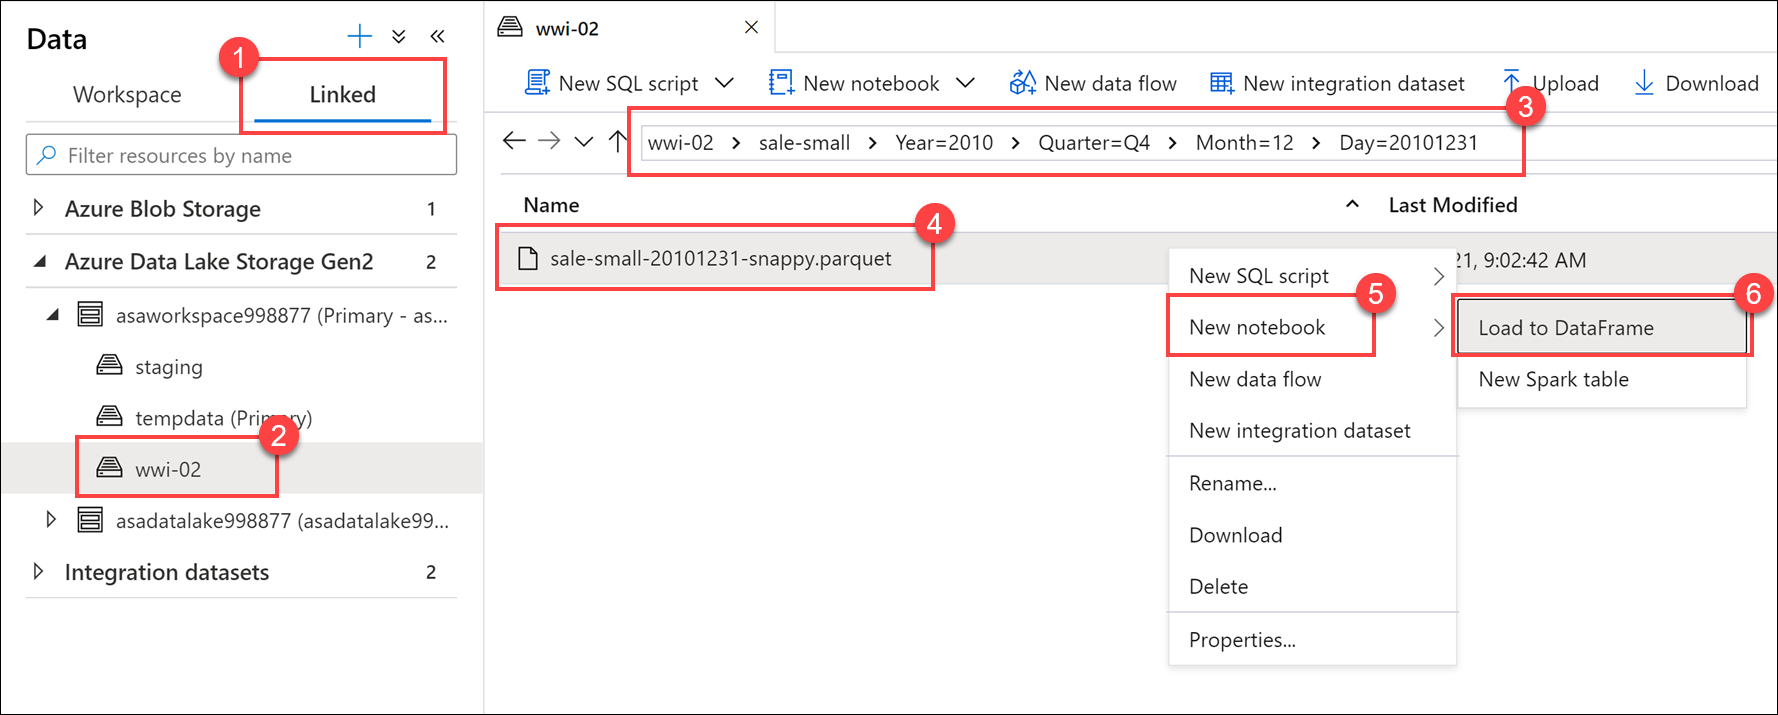 Data
1
Workspace
Linked
Filter resources by name
Azure Blob Storage 1
Azure Data Lake Storage Gen2 2
asaworkspace998877 (Primary - as...
staging
tempdata (Primary)
2
wwi-02
asadatalake998877 (asadatalake99...
Integration datasets 2
wwi-02
New SQL script New notebook New data flow New integration dataset Upload Download
3
wwi-02 > sale-small > Year=2010 > Quarter=Q4 > Month=12 > Day=20101231
Name Last Modified
4
sale-small-20101231-snappy.parquet 21, 9:02:42 AM
New SQL script
5
New notebook
New data flow
New integration dataset
Rename...
Download
Delete
Properties...
6
Load to DataFrame
New Spark table